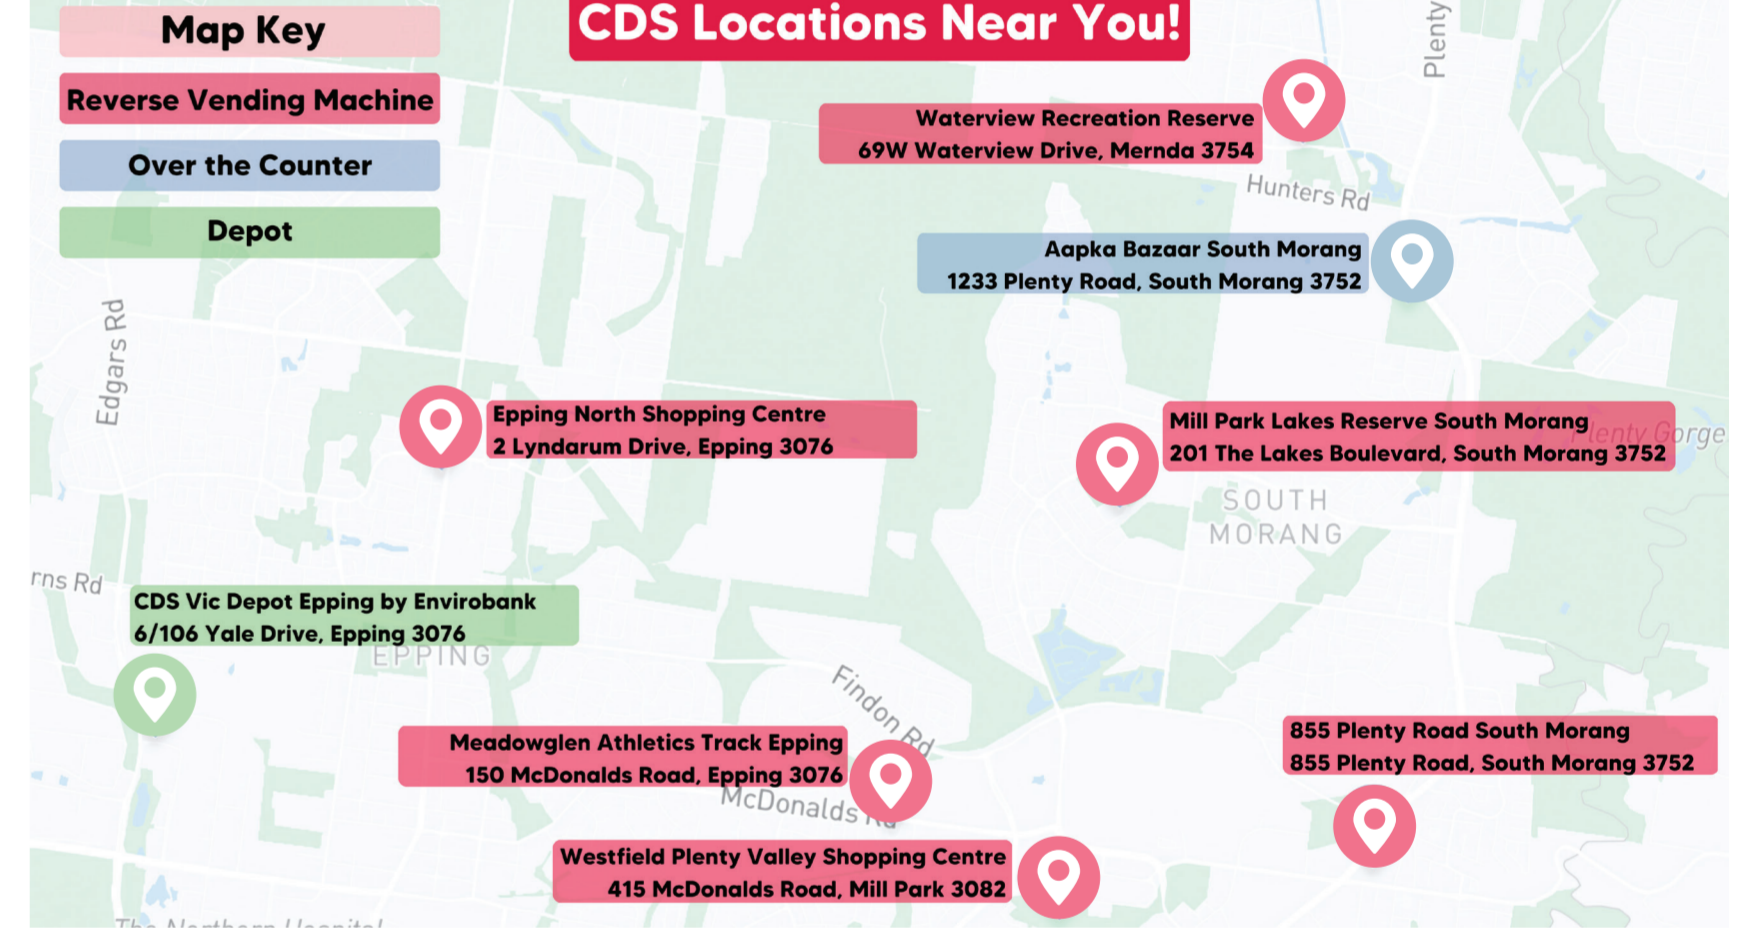 CDS Locations Near You!
Map Key
Reverse Vending Machine
Over the Counter
Depot
Plenty
Waterview Recreation Reserve
69W Waterview Drive, Mernda 3754
Hunters Rd
Aapka Bazaar South Morang
1233 Plenty Road, South Morang 3752
Edgars Rd
Epping North Shopping Centre
2 Lyndarum Drive, Epping 3076
Mill Park Lakes Reserve South Morang
201 The Lakes Boulevard, South Morang 3752
Plenty Gorge
SOUTH
MORANG
rns Rd
CDS Vic Depot Epping by Envirobank
6/106 Yale Drive, Epping 3076
EPPING
Findon Rd
Meadowglen Athletics Track Epping
150 McDonalds Road, Epping 3076
McDonalds Rd
855 Plenty Road South Morang
855 Plenty Road, South Morang 3752
Westfield Plenty Valley Shopping Centre
415 McDonalds Road, Mill Park 3082
The Northern Hospital